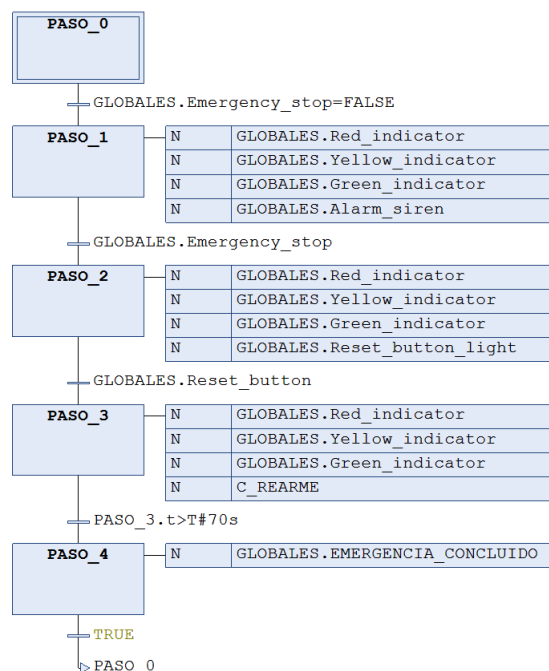 PASO_0
GLOBALES.Emergency_stop=FALSE
PASO_1 N GLOBALES.Red_indicator
N GLOBALES.Yellow_indicator
N GLOBALES.Green_indicator
N GLOBALES.Alarm_siren
GLOBALES.Emergency_stop
PASO_2 N GLOBALES.Red_indicator
N GLOBALES.Yellow_indicator
N GLOBALES.Green_indicator
N GLOBALES.Reset_button_light
GLOBALES.Reset_button
PASO_3 N GLOBALES.Red_indicator
N GLOBALES.Yellow_indicator
N GLOBALES.Green_indicator
N C_REARME
PASO_3.t>T#70s
PASO_4 N GLOBALES.EMERGENCIA_CONCLUIDO
TRUE
PASO_0